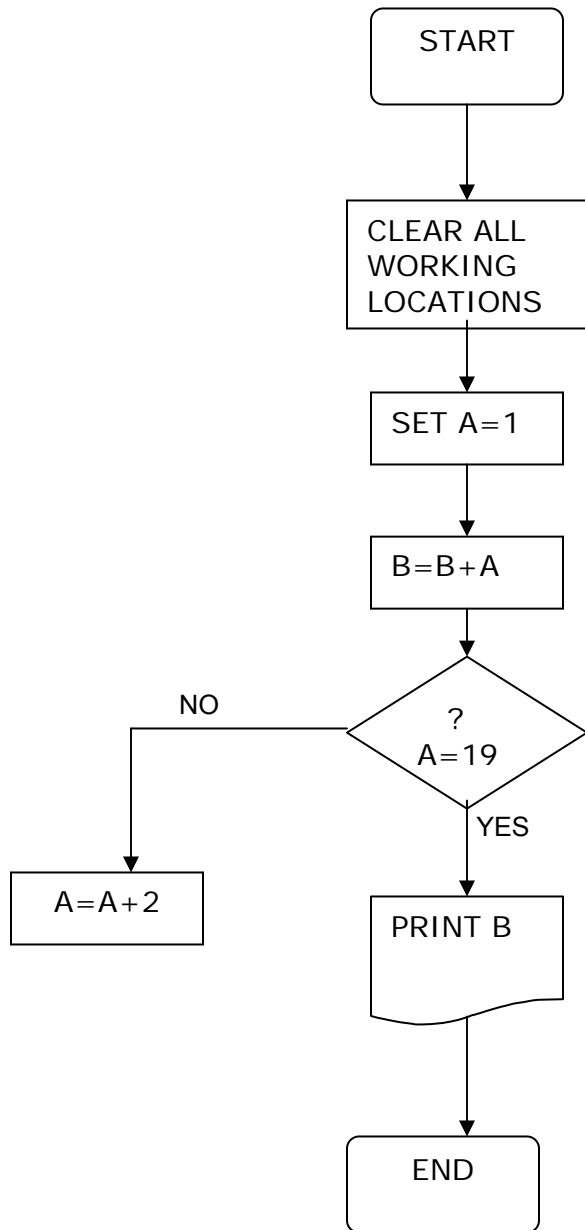 START
CLEAR ALL
WORKING
LOCATIONS
SET A=1
B=B+A
?
A=19
NO
YES
A=A+2
PRINT B
END